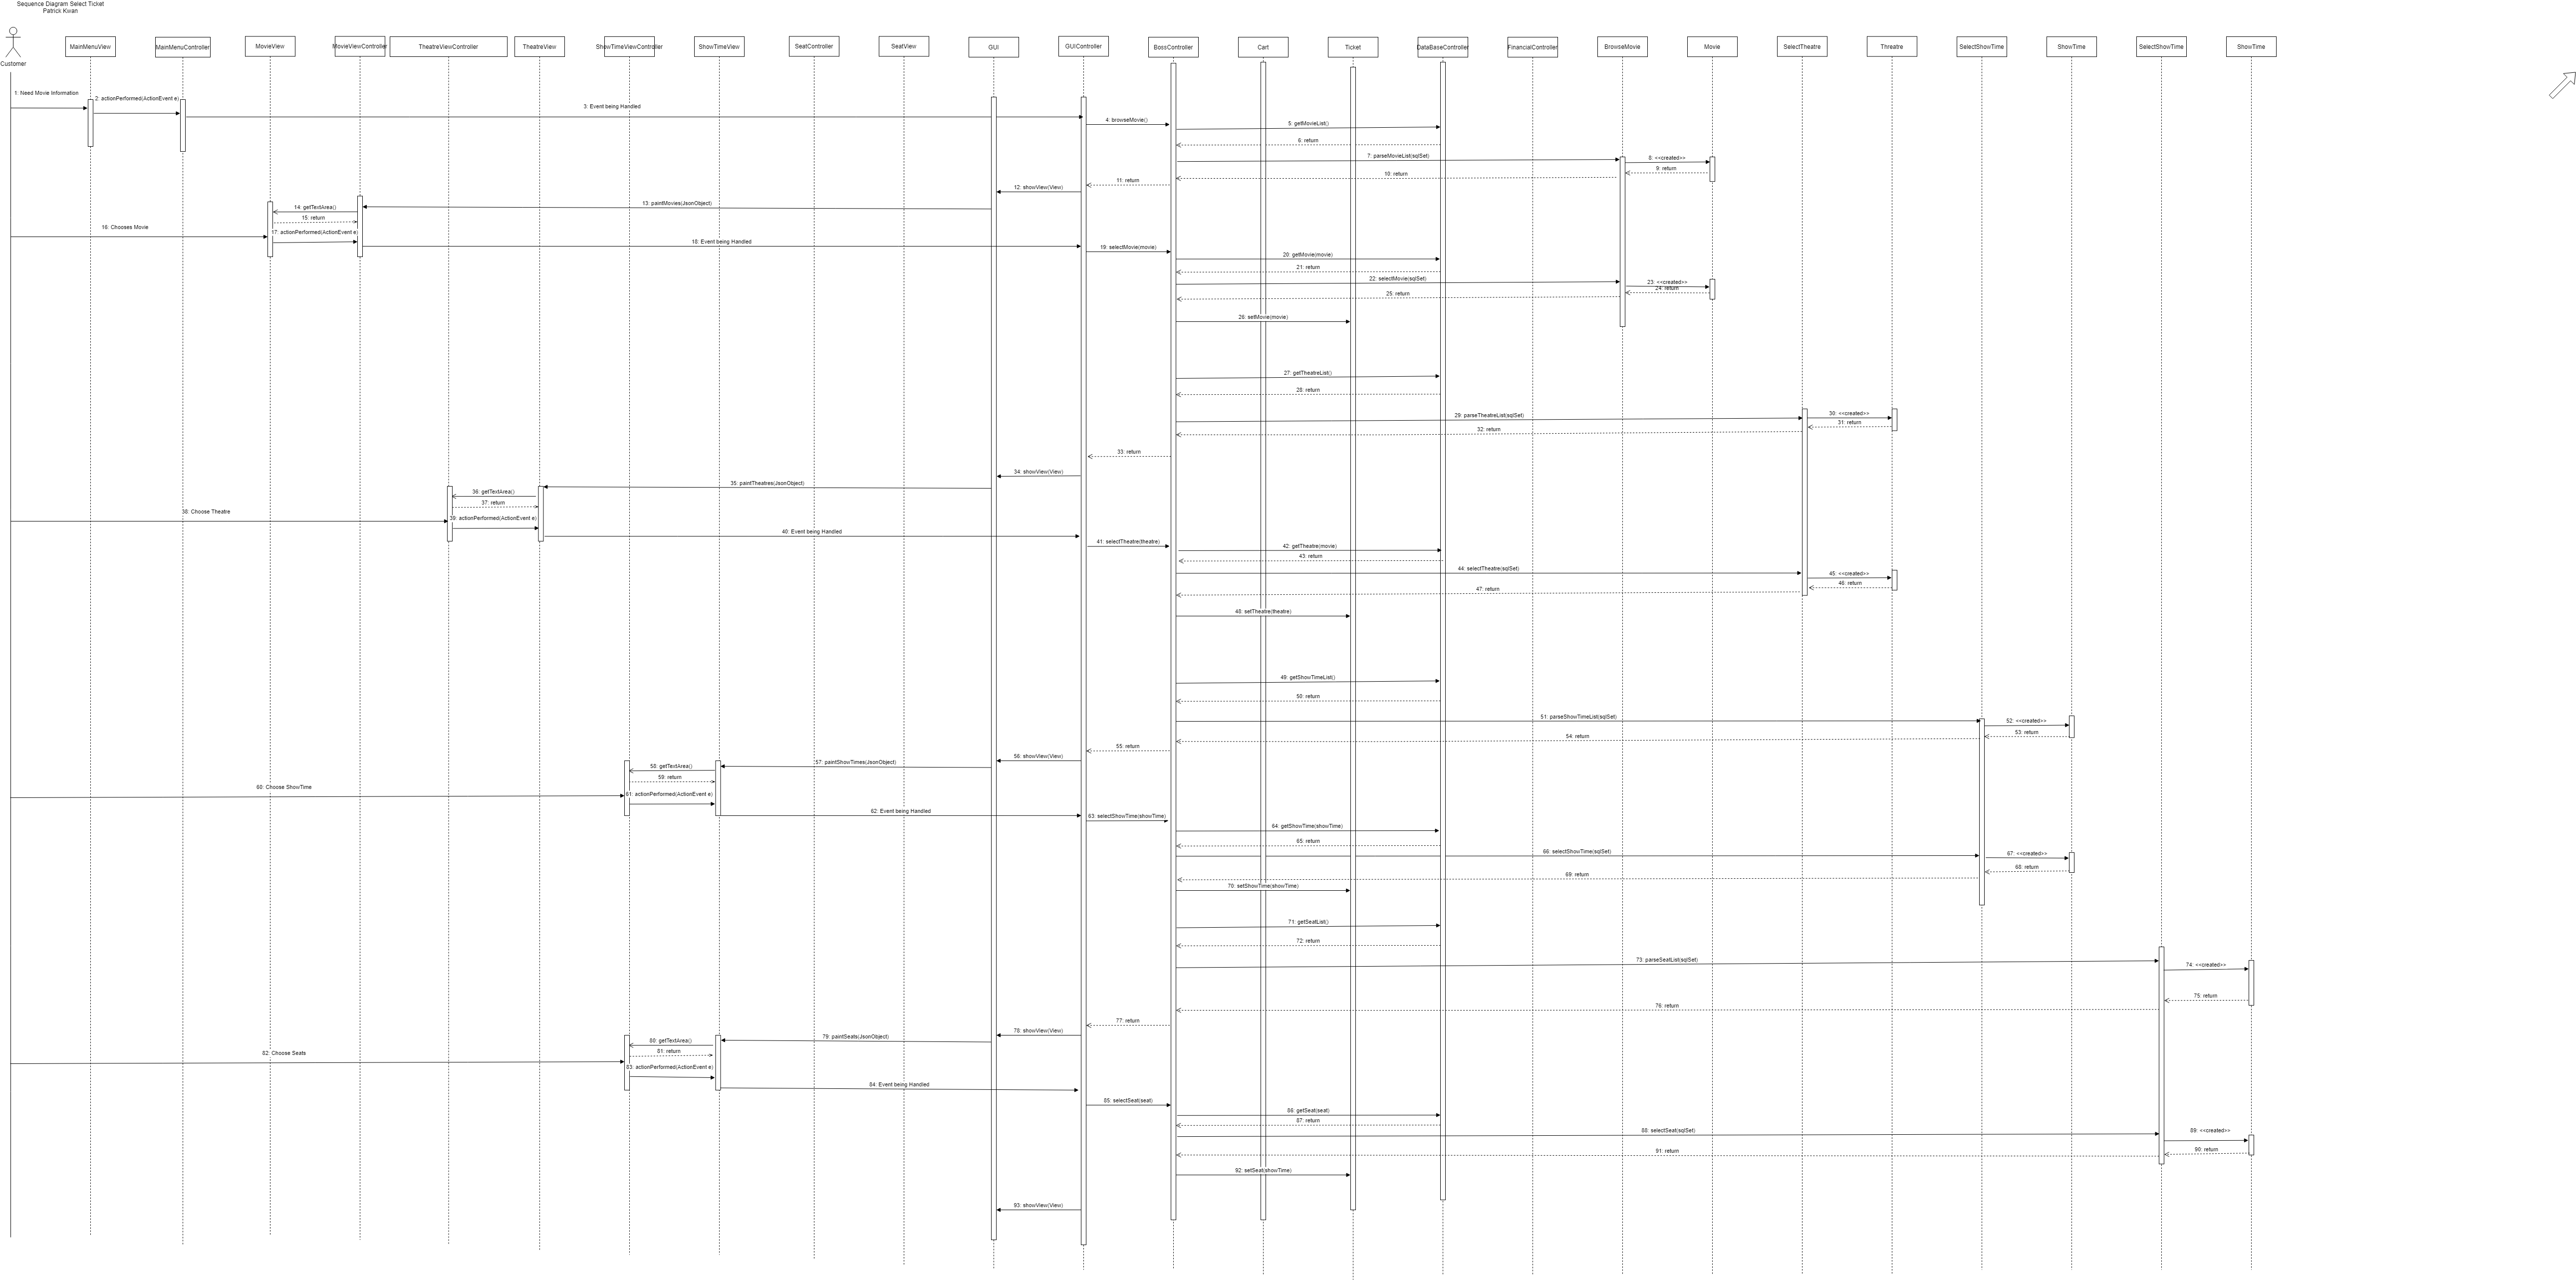 Sequence Diagram Select Ticket
Patrick Kwan
Customer
MainMenuView
MainMenuController
MovieView
MovieViewController
TheatreViewController
TheatreView
ShowTimeViewController
ShowTimeView
SeatController
SeatView
GUI
GUIController
BossController
Cart
Ticket
DataBaseController
FinancialController
BrowseMovie
Movie
SelectTheatre
Threatre
SelectShowTime
ShowTime
SelectShowTime
ShowTime
1: Need Movie Information
2: actionPerformed(ActionEvent e)
3: Event being Handled
4: browseMovie()
5: getMovieList()
6: return
7: parseMovieList(sqlSet)
8: <<created>>
9: return
10: return
11: return
12: showView(View)
13: paintMovies(JsonObject)
14: getTextArea()
15: return
16: Chooses Movie
17: actionPerformed(ActionEvent e)
18: Event being Handled
19: selectMovie(movie)
20: getMovie(movie)
21: return
22: selectMovie(sqlSet)
23: <<created>>
24: return
25: return
26: setMovie(movie)
27: getTheatreList()
28: return
29: parseTheatreList(sqlSet)
30: <<created>>
31: return
32: return
33: return
34: showView(View)
35: paintTheatres(JsonObject)
36: getTextArea()
37: return
38: Choose Theatre
39: actionPerformed(ActionEvent e)
40: Event being Handled
41: selectTheatre(theatre)
42: getTheatre(movie)
43: return
44: selectTheatre(sqlSet)
45: <<created>>
46: return
47: return
48: setTheatre(theatre)
49: getShowTimeList()
50: return
51: parseShowTimeList(sqlSet)
52: <<created>>
53: return
54: return
55: return
56: showView(View)
57: paintShowTimes(JsonObject)
58: getTextArea()
59: return
60: Choose ShowTime
61: actionPerformed(ActionEvent e)
62: Event being Handled
63: selectShowTime(showTime)
64: getShowTime(showTime)
65: return
66: selectShowTime(sqlSet)
67: <<created>>
68: return
69: return
70: setShowTime(showTime)
71: getSeatList()
72: return
73: parseSeatList(sqlSet)
74: <<created>>
75: return
76: return
77: return
78: showView(View)
79: paintSeats(JsonObject)
80: getTextArea()
81: return
82: Choose Seats
83: actionPerformed(ActionEvent e)
84: Event being Handled
85: selectSeat(seat)
86: getSeat(seat)
87: return
88: selectSeat(sqlSet)
89: <<created>>
90: return
91: return
92: setSeat(showTime)
93: showView(View)